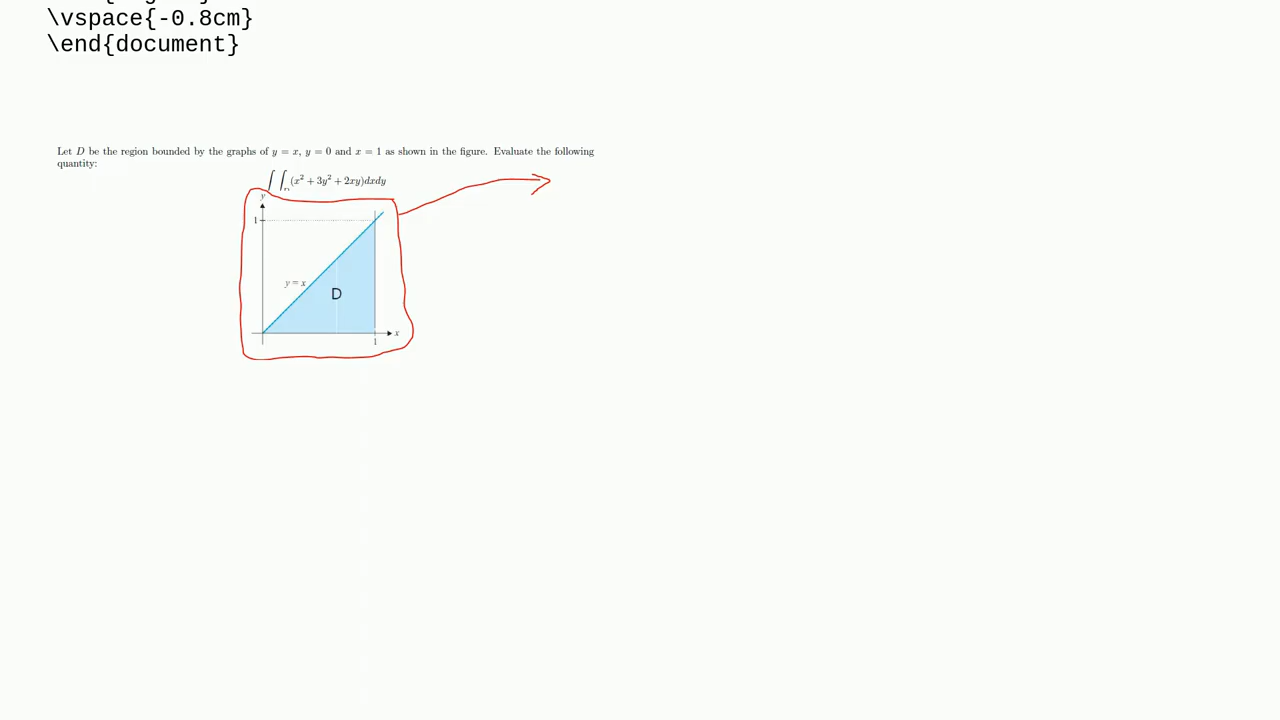 \vspace{-0.8cm}
\end{document}
Let D be the region bounded by the graphs of y = x, y = 0 and x = 1 as shown in the figure. Evaluate the following
quantity:
∫∫ (x² + 3y² + 2xy)dxdy
y
1
y = x
D
x
1